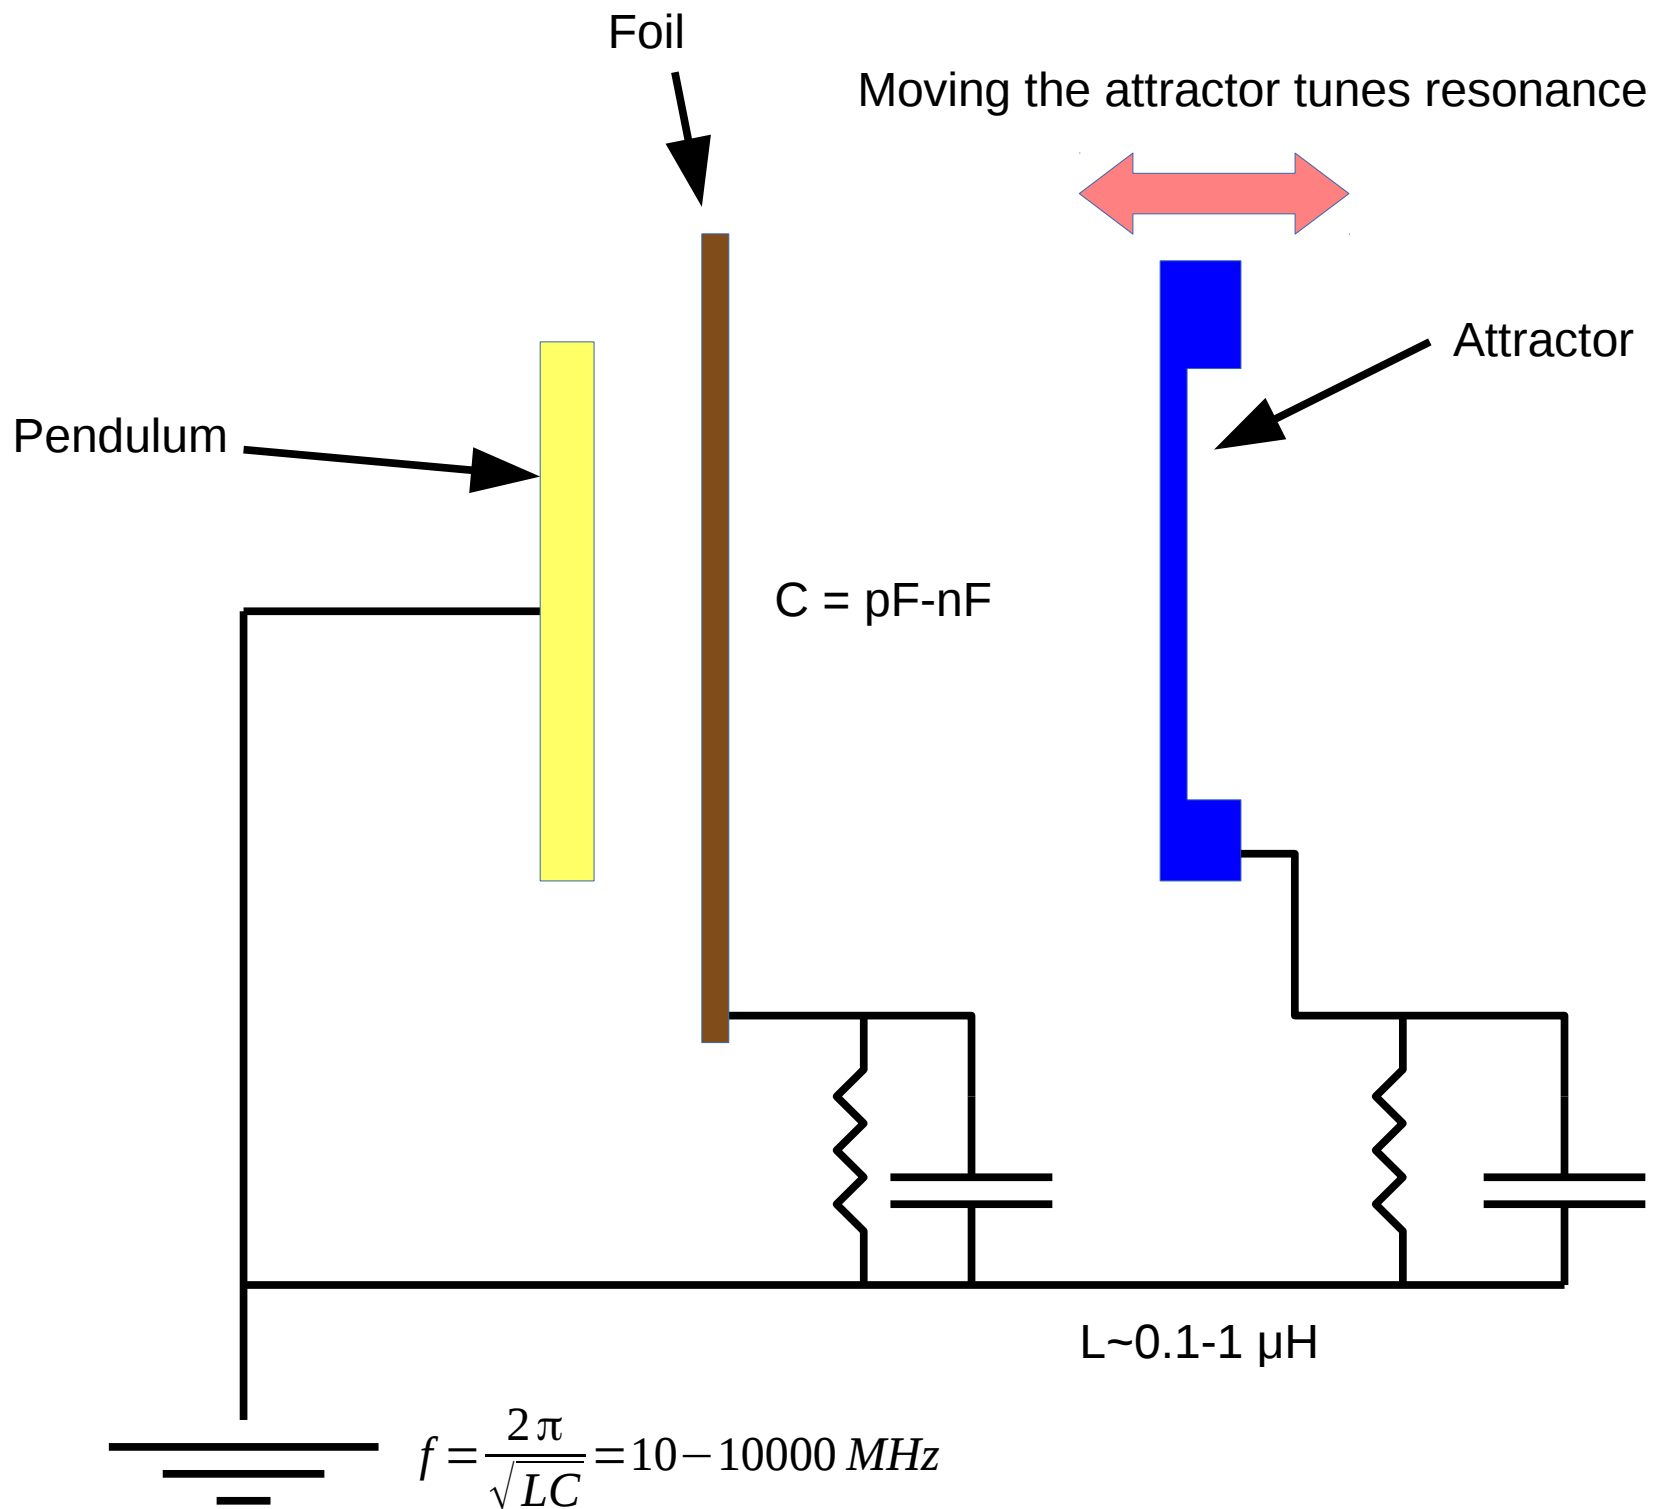 Foil
Moving the attractor tunes resonance
Attractor
Pendulum
C = pF-nF
L~0.1-1 µH
f = 2π/√LC = 10−10000 MHz